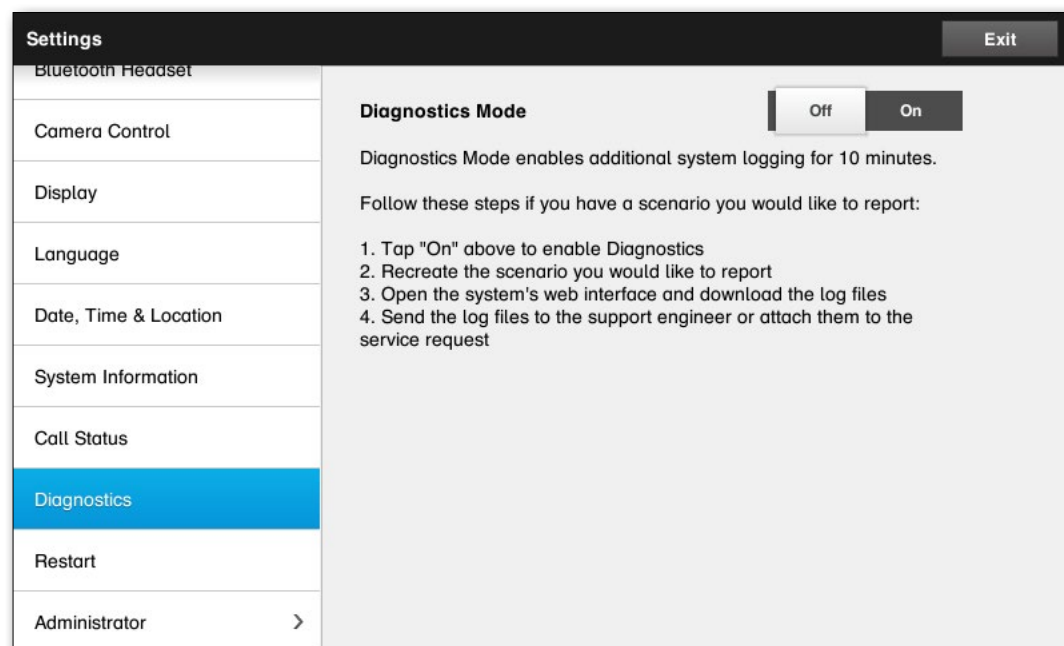 Settings
Exit
Bluetooth Headset
Camera Control
Display
Language
Date, Time & Location
System Information
Call Status
Diagnostics
Restart
Administrator
Diagnostics Mode
Off
On
Diagnostics Mode enables additional system logging for 10 minutes.
Follow these steps if you have a scenario you would like to report:
1. Tap "On" above to enable Diagnostics
2. Recreate the scenario you would like to report
3. Open the system's web interface and download the log files
4. Send the log files to the support engineer or attach them to the
service request